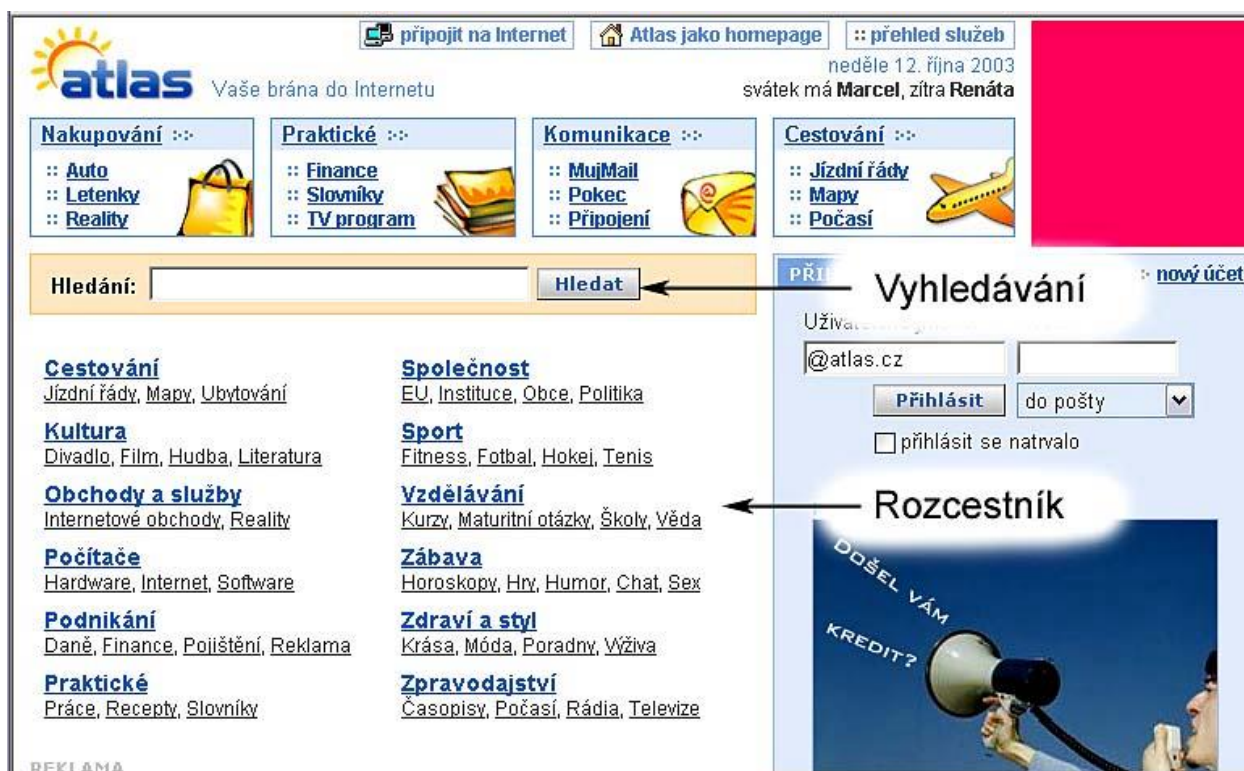 připojit na Internet
Atlas jako homepage
:: přehled služeb
atlas
Vaše brána do Internetu
neděle 12. října 2003
svátek má Marcel, zítra Renáta
Nakupování
:: Auto
:: Letenky
:: Reality
Praktické
:: Finance
:: Slovníky
:: TV program
Komunikace
:: MujMail
:: Pokec
:: Připojení
Cestování
:: Jízdní řády
:: Mapy
:: Počasí
Hledání:
Hledat
Vyhledávání
nový účet
@atlas.cz
Přihlásit
do pošty
přihlásit se natrvalo
Cestování
Jízdní řády, Mapy, Ubytování
Společnost
EU, Instituce, Obce, Politika
Kultura
Divadlo, Film, Hudba, Literatura
Sport
Fitness, Fotbal, Hokej, Tenis
Obchody a služby
Internetové obchody, Reality
Vzdělávání
Kurzy, Maturitní otázky, Školy, Věda
Rozcestník
Počítače
Hardware, Internet, Software
Zábava
Horoskopy, Hry, Humor, Chat, Sex
Podnikání
Daně, Finance, Pojištění, Reklama
Zdraví a styl
Krása, Móda, Poradny, Výživa
Praktické
Práce, Recepty, Slovníky
Zpravodajství
Časopisy, Počasí, Rádia, Televize
DOŠEL VÁM
KREDIT?
REKLAMA